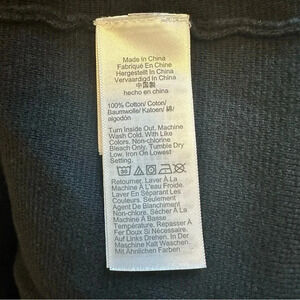 Made In China
Fabriqué En Chine
Hergestellt In China
Vervaardigd In China
中国製
hecho en china
100% Cotton/ Coton/
Baumwolle/ Katoen/ 綿/
algodón
Turn Inside Out, Machine
Wash Cold, With Like
Colors, Non-chlorine
Bleach Only, Tumble Dry
Low, Iron On Lowest
Setting.
Retourner, Laver À La
Machine À L'eau Froide,
Laver En Séparant Les
Couleurs, Seulement
Agent De Blanchiment
Non-chlore, Sécher À La
Machine À Basse
Température, Repasser À
Fer Doux Si Nécessaire.
Auf Links Drehen, In Der
Maschine Kalt Waschen,
Mit Ähnlichen Farben